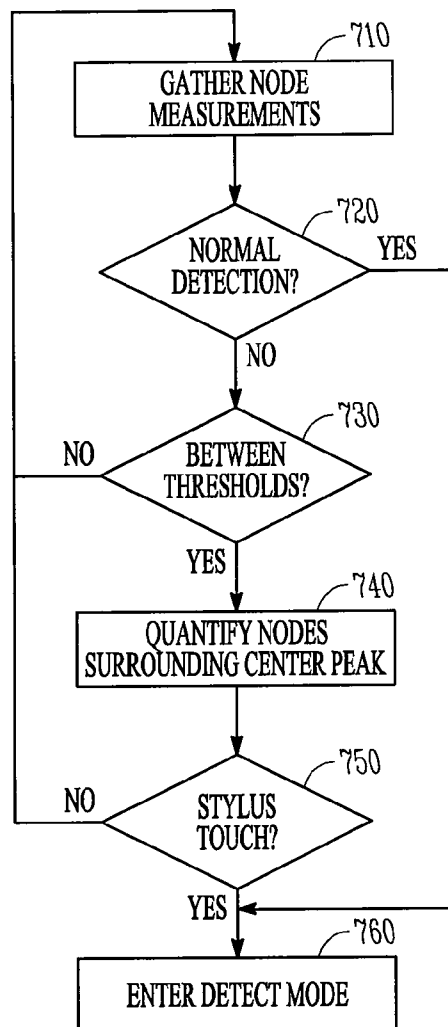 710
GATHER NODE
MEASUREMENTS
720
NORMAL
DETECTION?
YES
NO
730
BETWEEN
THRESHOLDS?
NO
YES
740
QUANTIFY NODES
SURROUNDING CENTER PEAK
750
STYLUS
TOUCH?
NO
YES
760
ENTER DETECT MODE